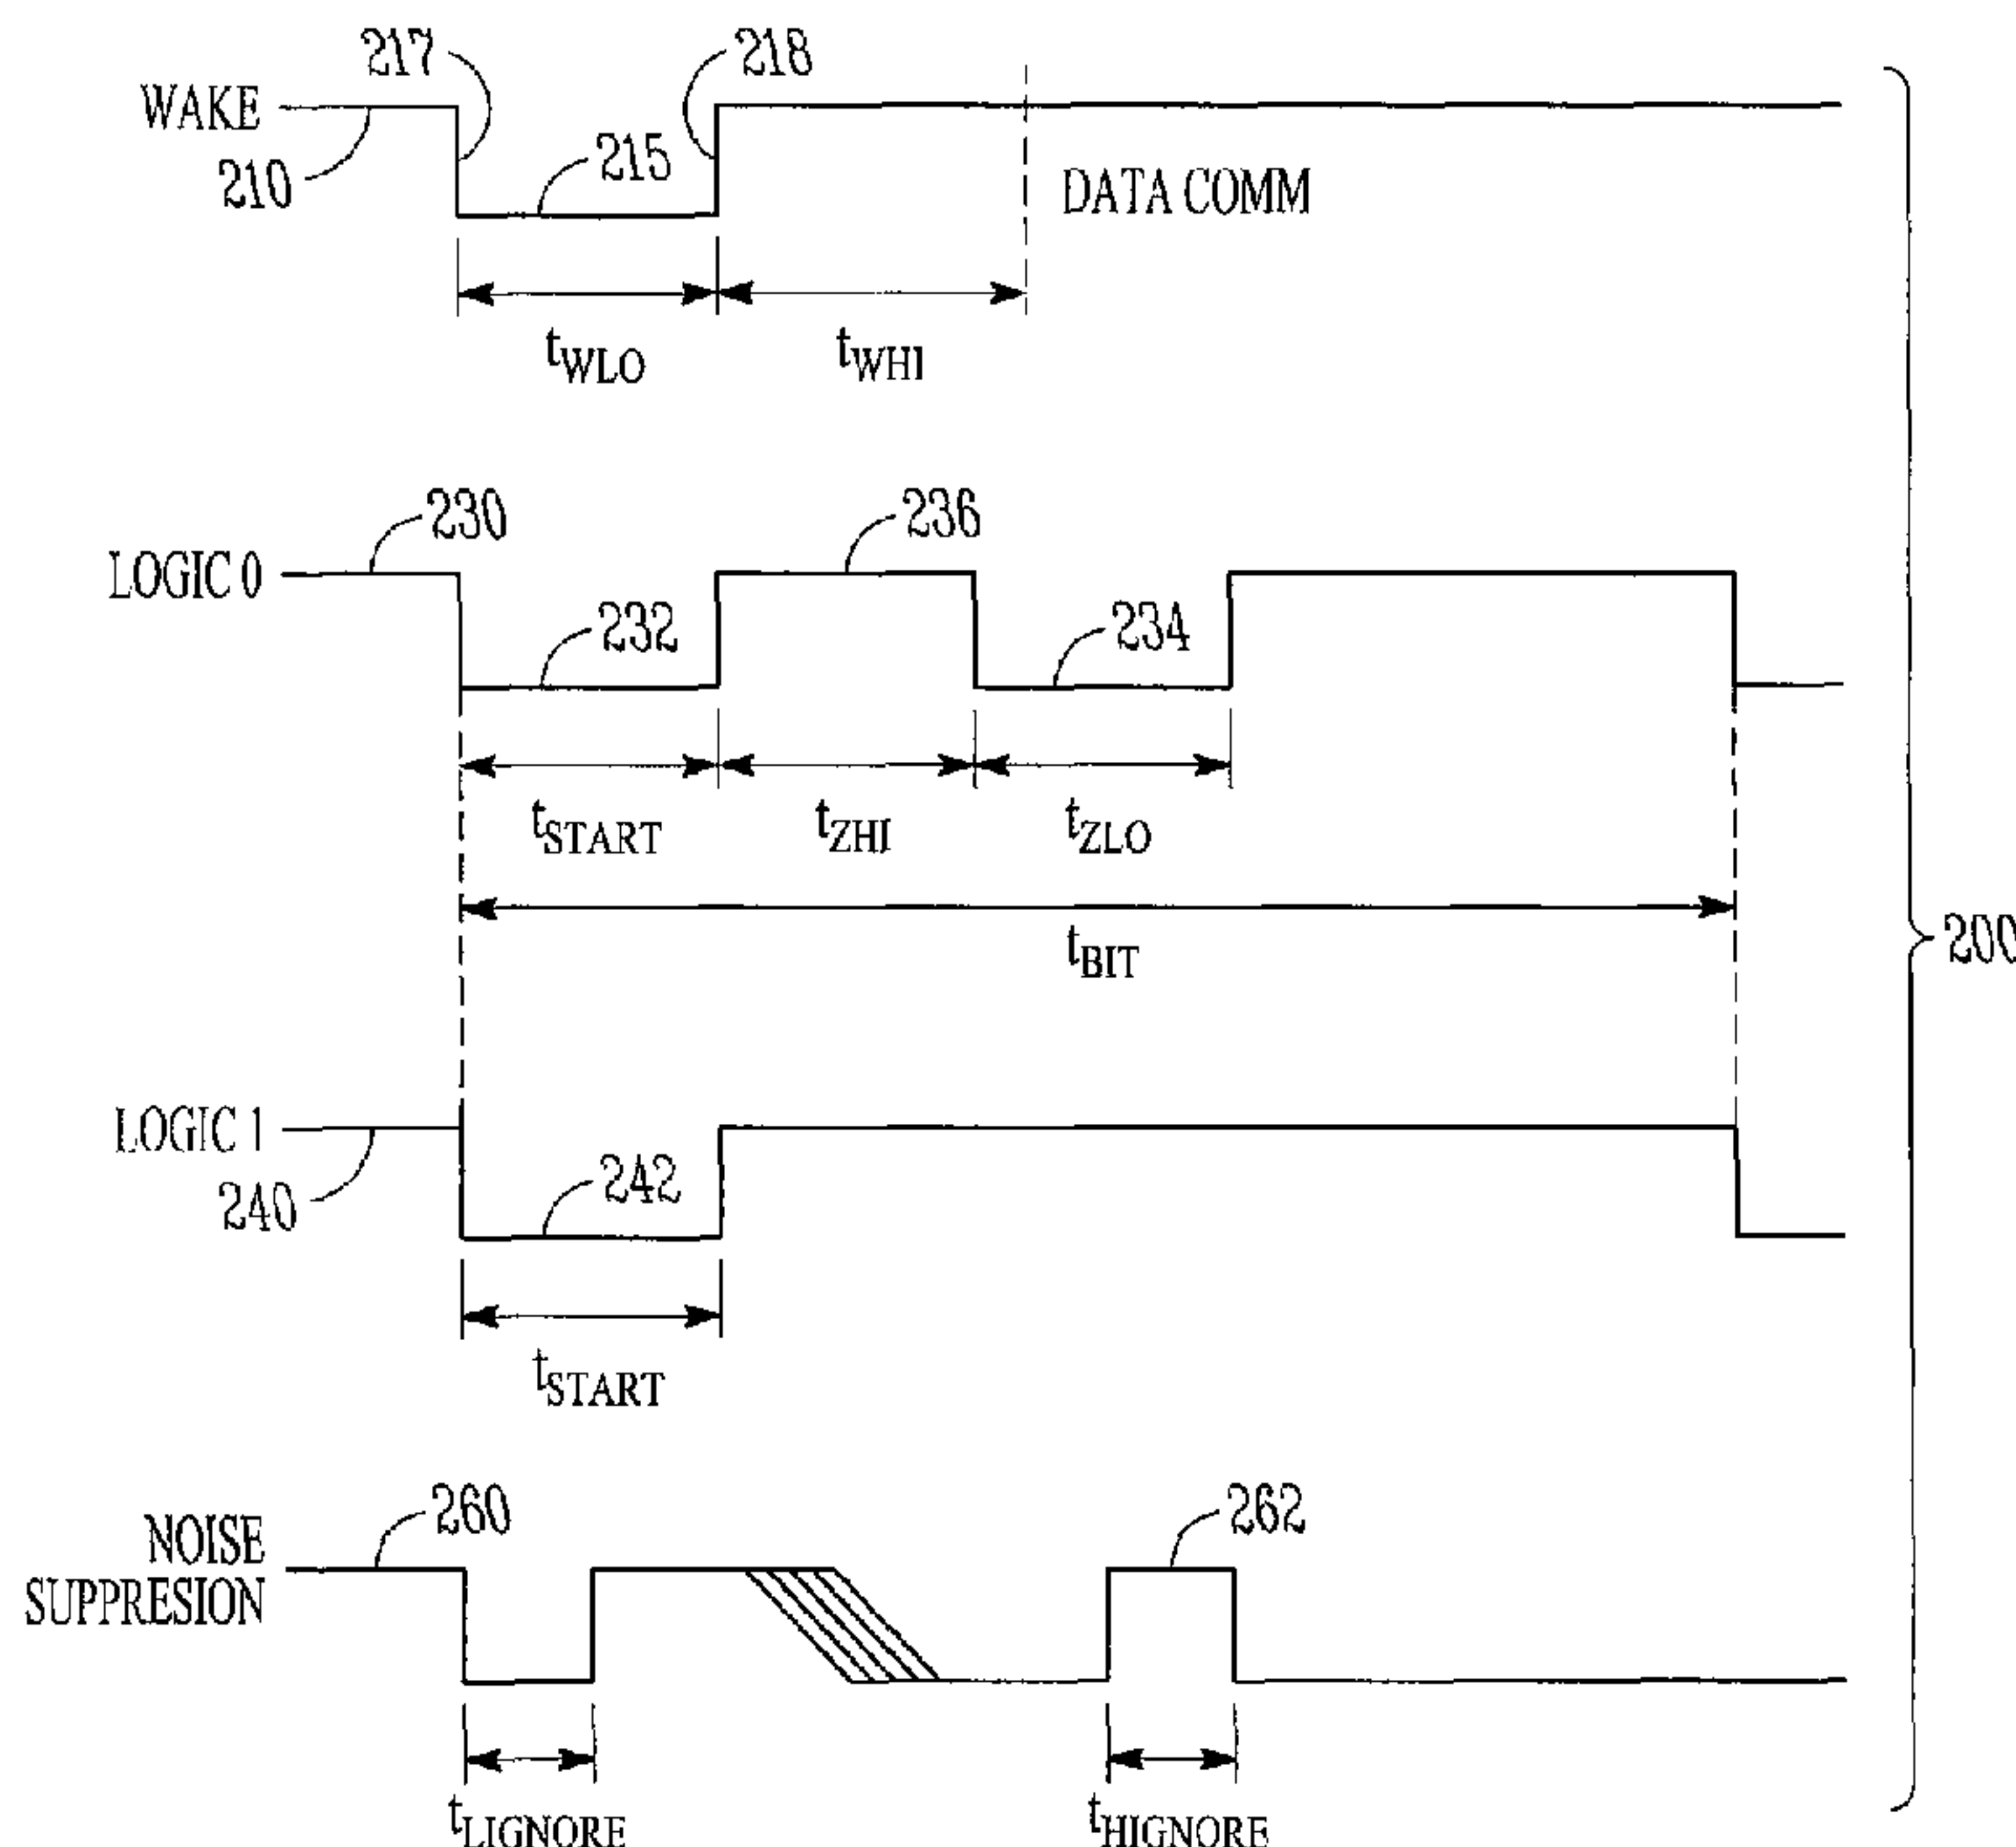 217
218
WAKE
210
215
DATA COMM
tWLO
tWHI
230
236
LOGIC 0
232
234
tSTART
tZHI
tZLO
tBIT
200
LOGIC 1
240
242
tSTART
260
262
NOISE
SUPPRESION
tLIGNORE
tHIGNORE